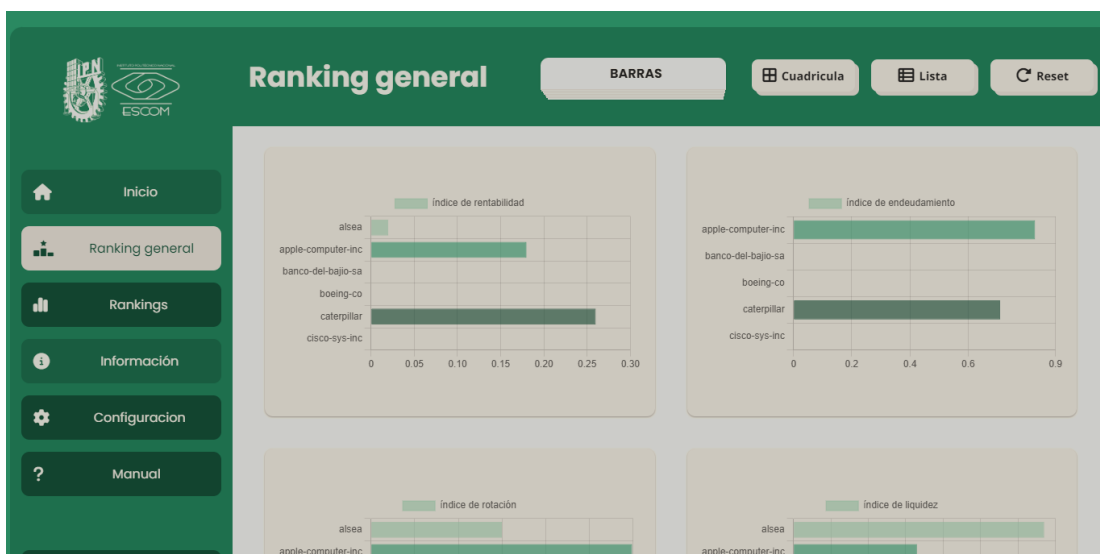 IPN
ESCOM
Ranking general
BARRAS
Cuadricula
Lista
Reset
Inicio
Ranking general
Rankings
Información
Configuracion
Manual
índice de rentabilidad
alsea
apple-computer-inc
banco-del-bajio-sa
boeing-co
caterpillar
cisco-sys-inc
0 0.05 0.10 0.15 0.20 0.25 0.30
índice de endeudamiento
apple-computer-inc
banco-del-bajio-sa
boeing-co
caterpillar
cisco-sys-inc
0 0.2 0.4 0.6 0.9
índice de rotación
alsea
apple-computer-inc
índice de liquidez
alsea
apple-computer-inc